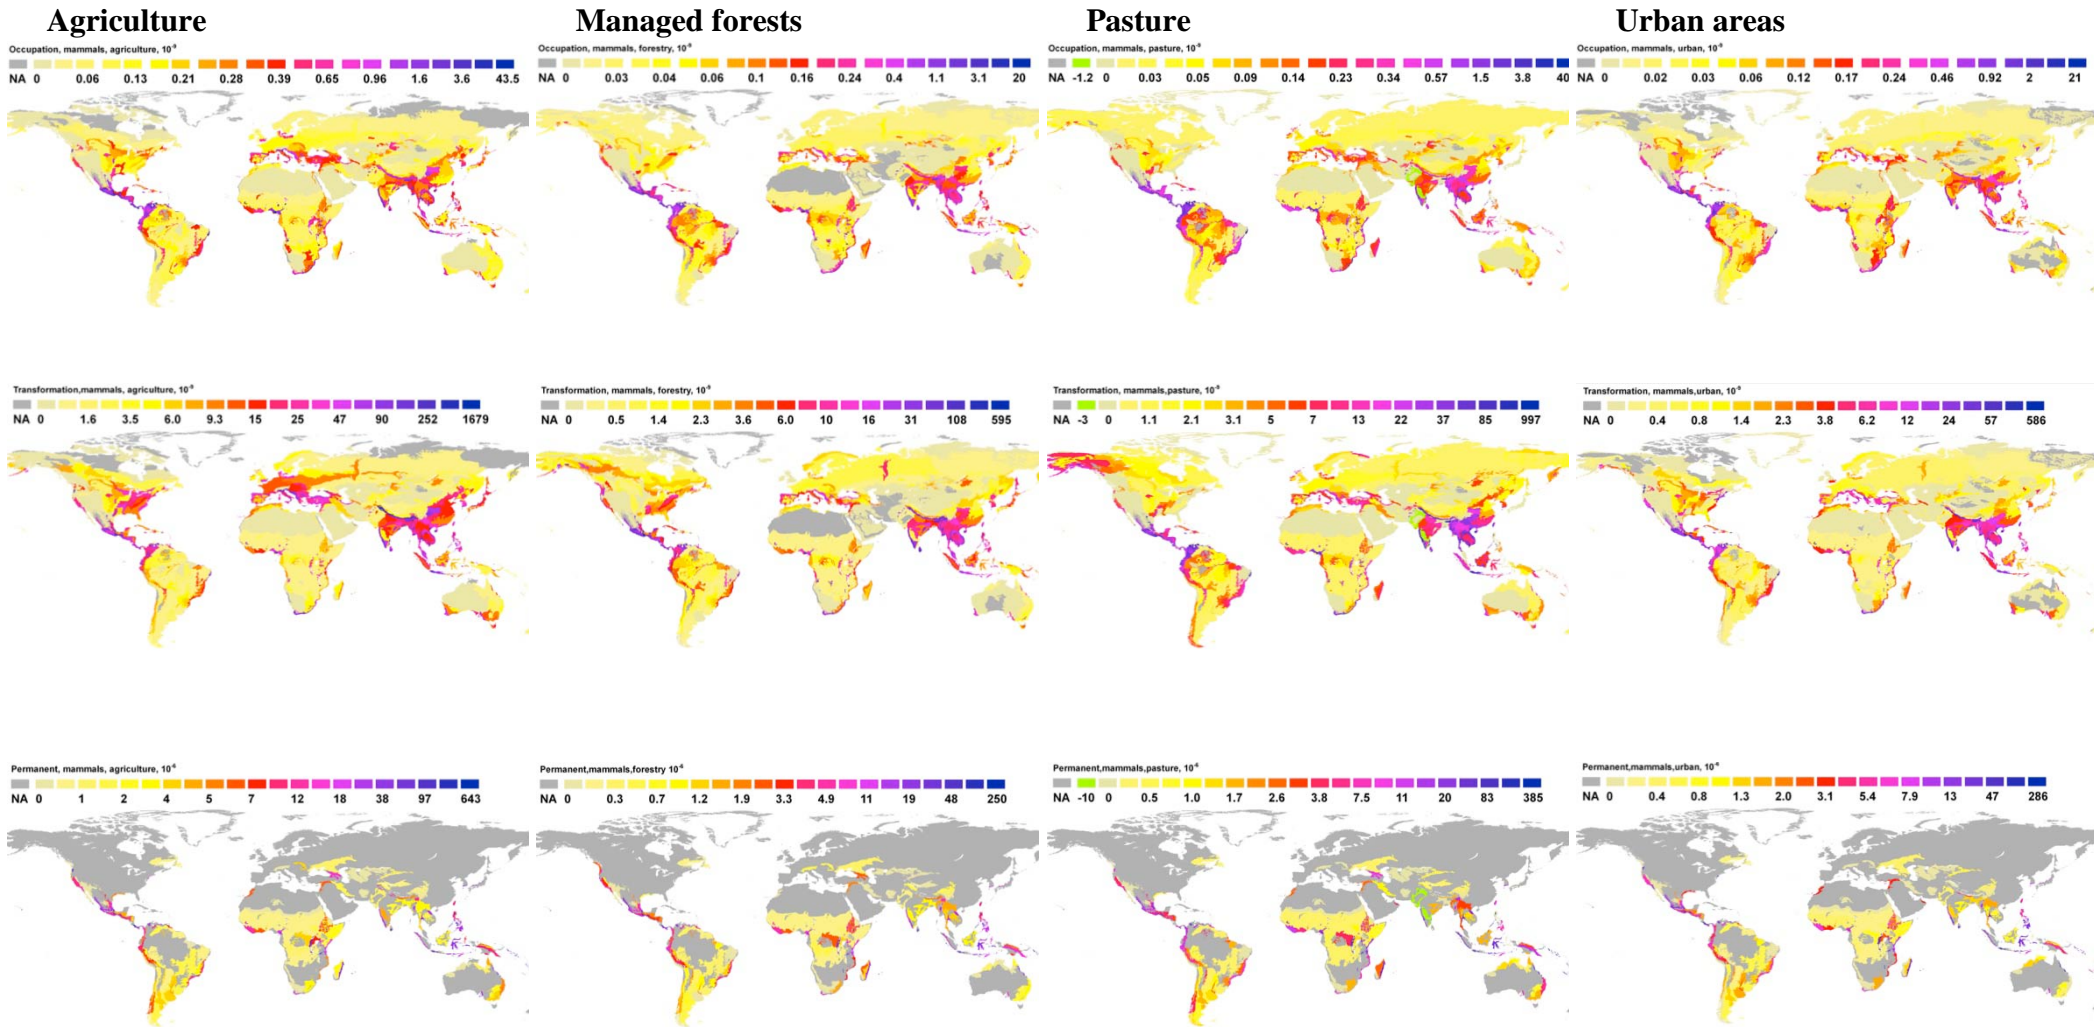 Agriculture
Managed forests
Pasture
Urban areas
Occupation, mammals, agriculture, 10⁻⁹
NA 0 0.06 0.13 0.21 0.28 0.39 0.65 0.96 1.6 3.6 43.5
Occupation, mammals, forestry, 10⁻⁹
NA 0 0.03 0.04 0.06 0.1 0.16 0.24 0.4 1.1 3.1 20
Occupation, mammals, pasture, 10⁻⁹
NA -1.2 0 0.03 0.05 0.09 0.14 0.23 0.34 0.57 1.5 3.8 40
Occupation, mammals, urban, 10⁻⁹
NA 0 0.02 0.03 0.06 0.12 0.17 0.24 0.46 0.92 2 21
Transformation,mammals, agriculture, 10⁻⁹
NA 0 1.6 3.5 6.0 9.3 15 25 47 90 252 1679
Transformation, mammals, forestry, 10⁻⁹
NA 0 0.5 1.4 2.3 3.6 6.0 10 16 31 108 595
Transformation, mammals,pasture, 10⁻⁹
NA -3 0 1.1 2.1 3.1 5 7 13 22 37 85 997
Transformation, mammals,urban, 10⁻⁹
NA 0 0.4 0.8 1.4 2.3 3.8 6.2 12 24 57 586
Permanent, mammals, agriculture, 10⁻⁶
NA 0 1 2 4 5 7 12 18 38 97 643
Permanent,mammals,forestry 10⁻⁶
NA 0 0.3 0.7 1.2 1.9 3.3 4.9 11 19 48 250
Permanent,mammals,pasture, 10⁻⁶
NA -10 0 0.5 1.0 1.7 2.6 3.8 7.5 11 20 83 385
Permanent,mammals,urban, 10⁻⁶
NA 0 0.4 0.8 1.3 2.0 3.1 5.4 7.9 13 47 286